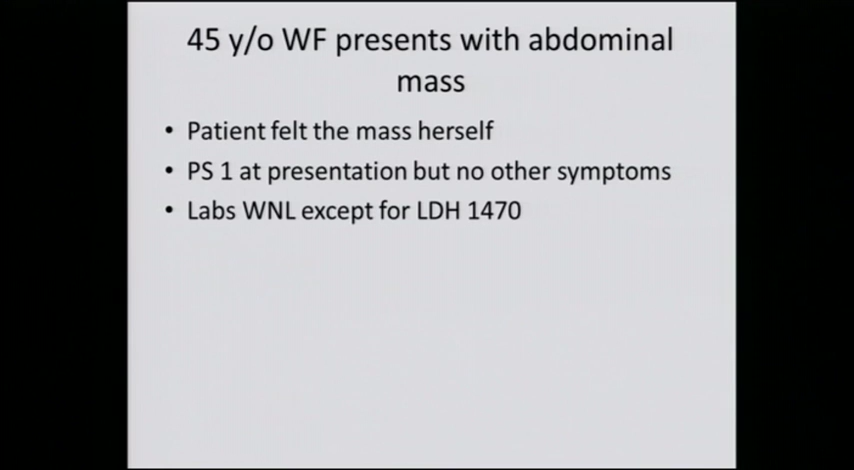 45 y/o WF presents with abdominal
mass
• Patient felt the mass herself
• PS 1 at presentation but no other symptoms
• Labs WNL except for LDH 1470